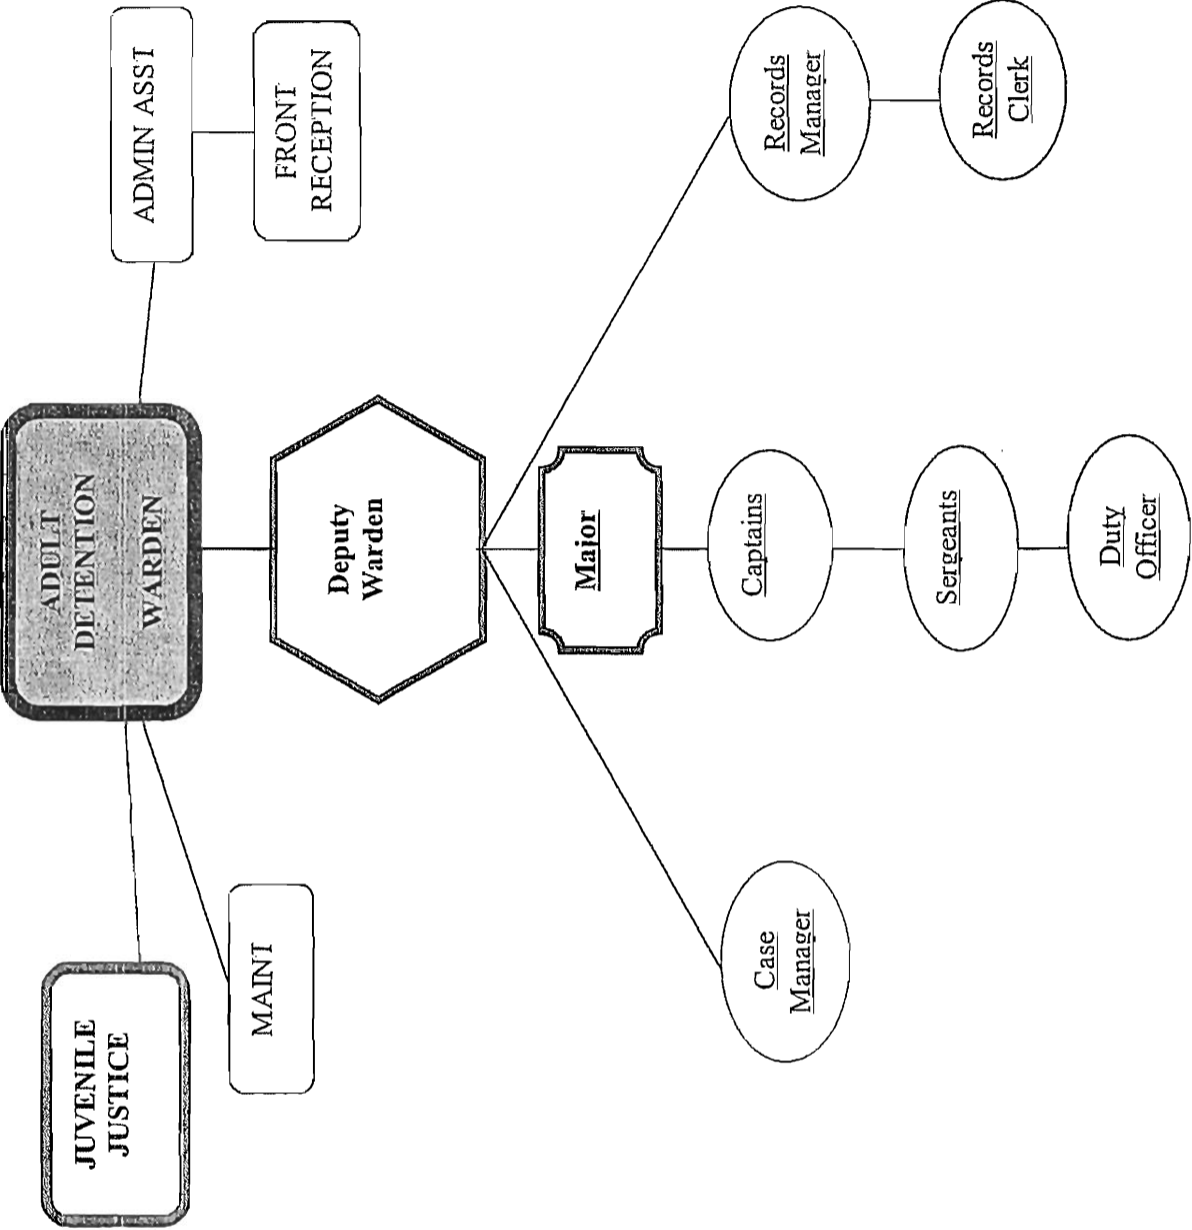 ADULT
DETENTION
WARDEN
JUVENILE
JUSTICE
MAINT
ADMIN ASST
FRONT
RECEPTION
Deputy
Warden
Major
Case
Manager
Captains
Records
Manager
Sergeants
Records
Clerk
Duty
Officer